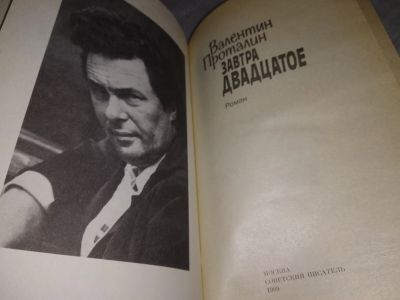 Валентин
Проталин
ЗАВТРА
ДВАДЦАТОЕ
Роман
МОСКВА
СОВЕТСКИЙ ПИСАТЕЛЬ